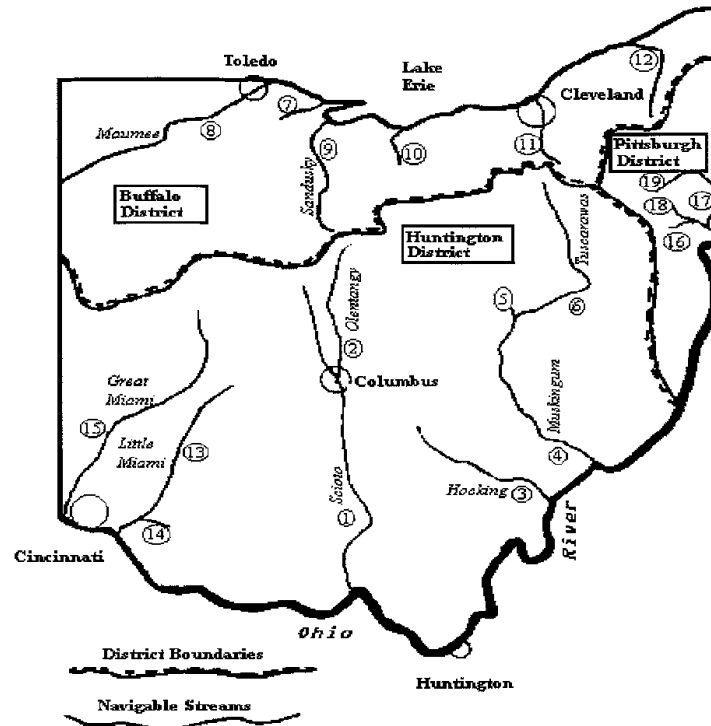 Toledo
Lake
Erie
12
Cleveland
7
Maumee
8
9
10
11
Pittsburgh
District
19
18
17
16
Buffalo
District
Sandusky
Huntington
District
Tuscarawas
Olentangy
5
6
2
Columbus
Great
Miami
15
Little
Miami
13
Muskingum
4
Hocking
3
Scioto
1
14
Cincinnati
River
Ohio
District Boundaries
Huntington
Navigable Streams